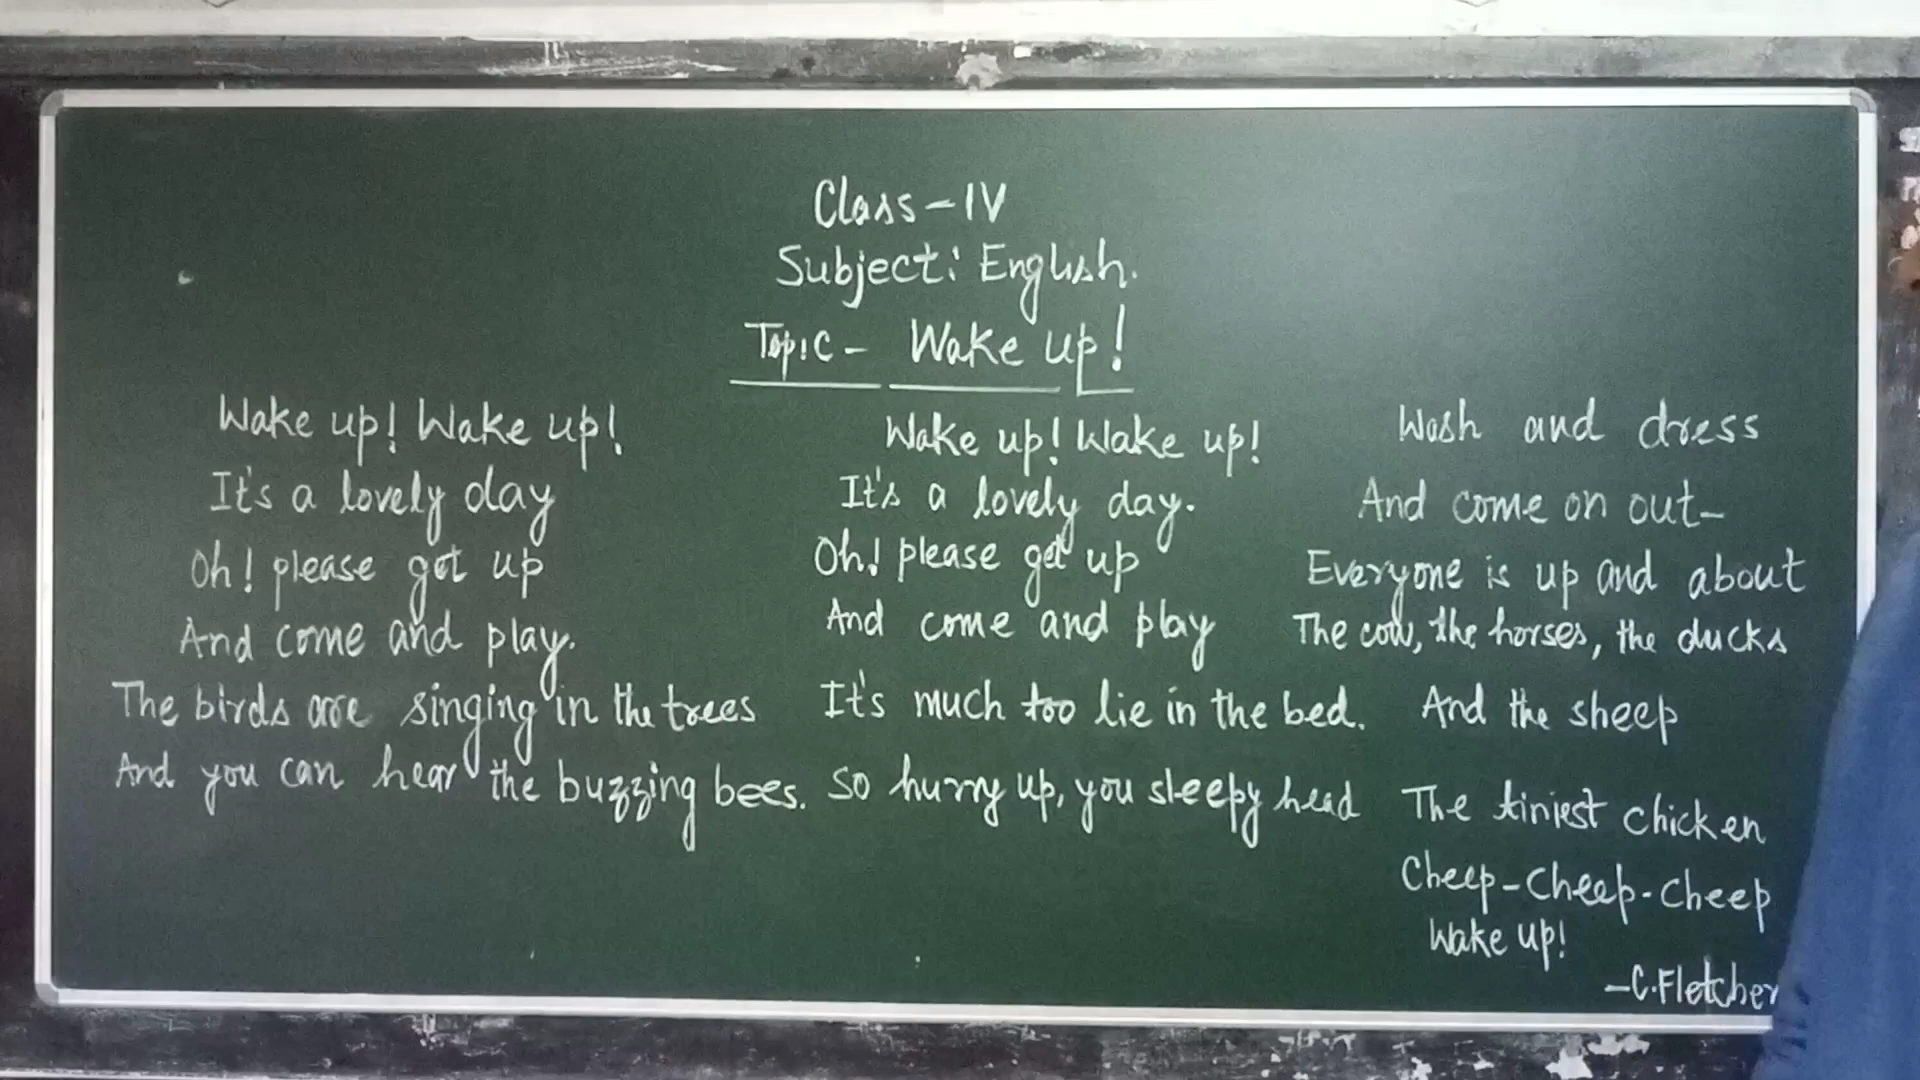 Class - IV
Subject: English.
Topic - Wake up!
Wake up! Wake up!
It's a lovely day
Oh! please get up
And come and play.
The birds are singing in the trees
And you can hear the buzzing bees.
Wake up! Wake up!
It's a lovely day.
Oh! please get up
And come and play
It's much too lie in the bed.
So hurry up, you sleepy head
Wash and dress
And come on out-
Everyone is up and about
The cow, the horses, the ducks
And the sheep
The tiniest chicken
Cheep-cheep-cheep
Wake up!
-C.Fletcher